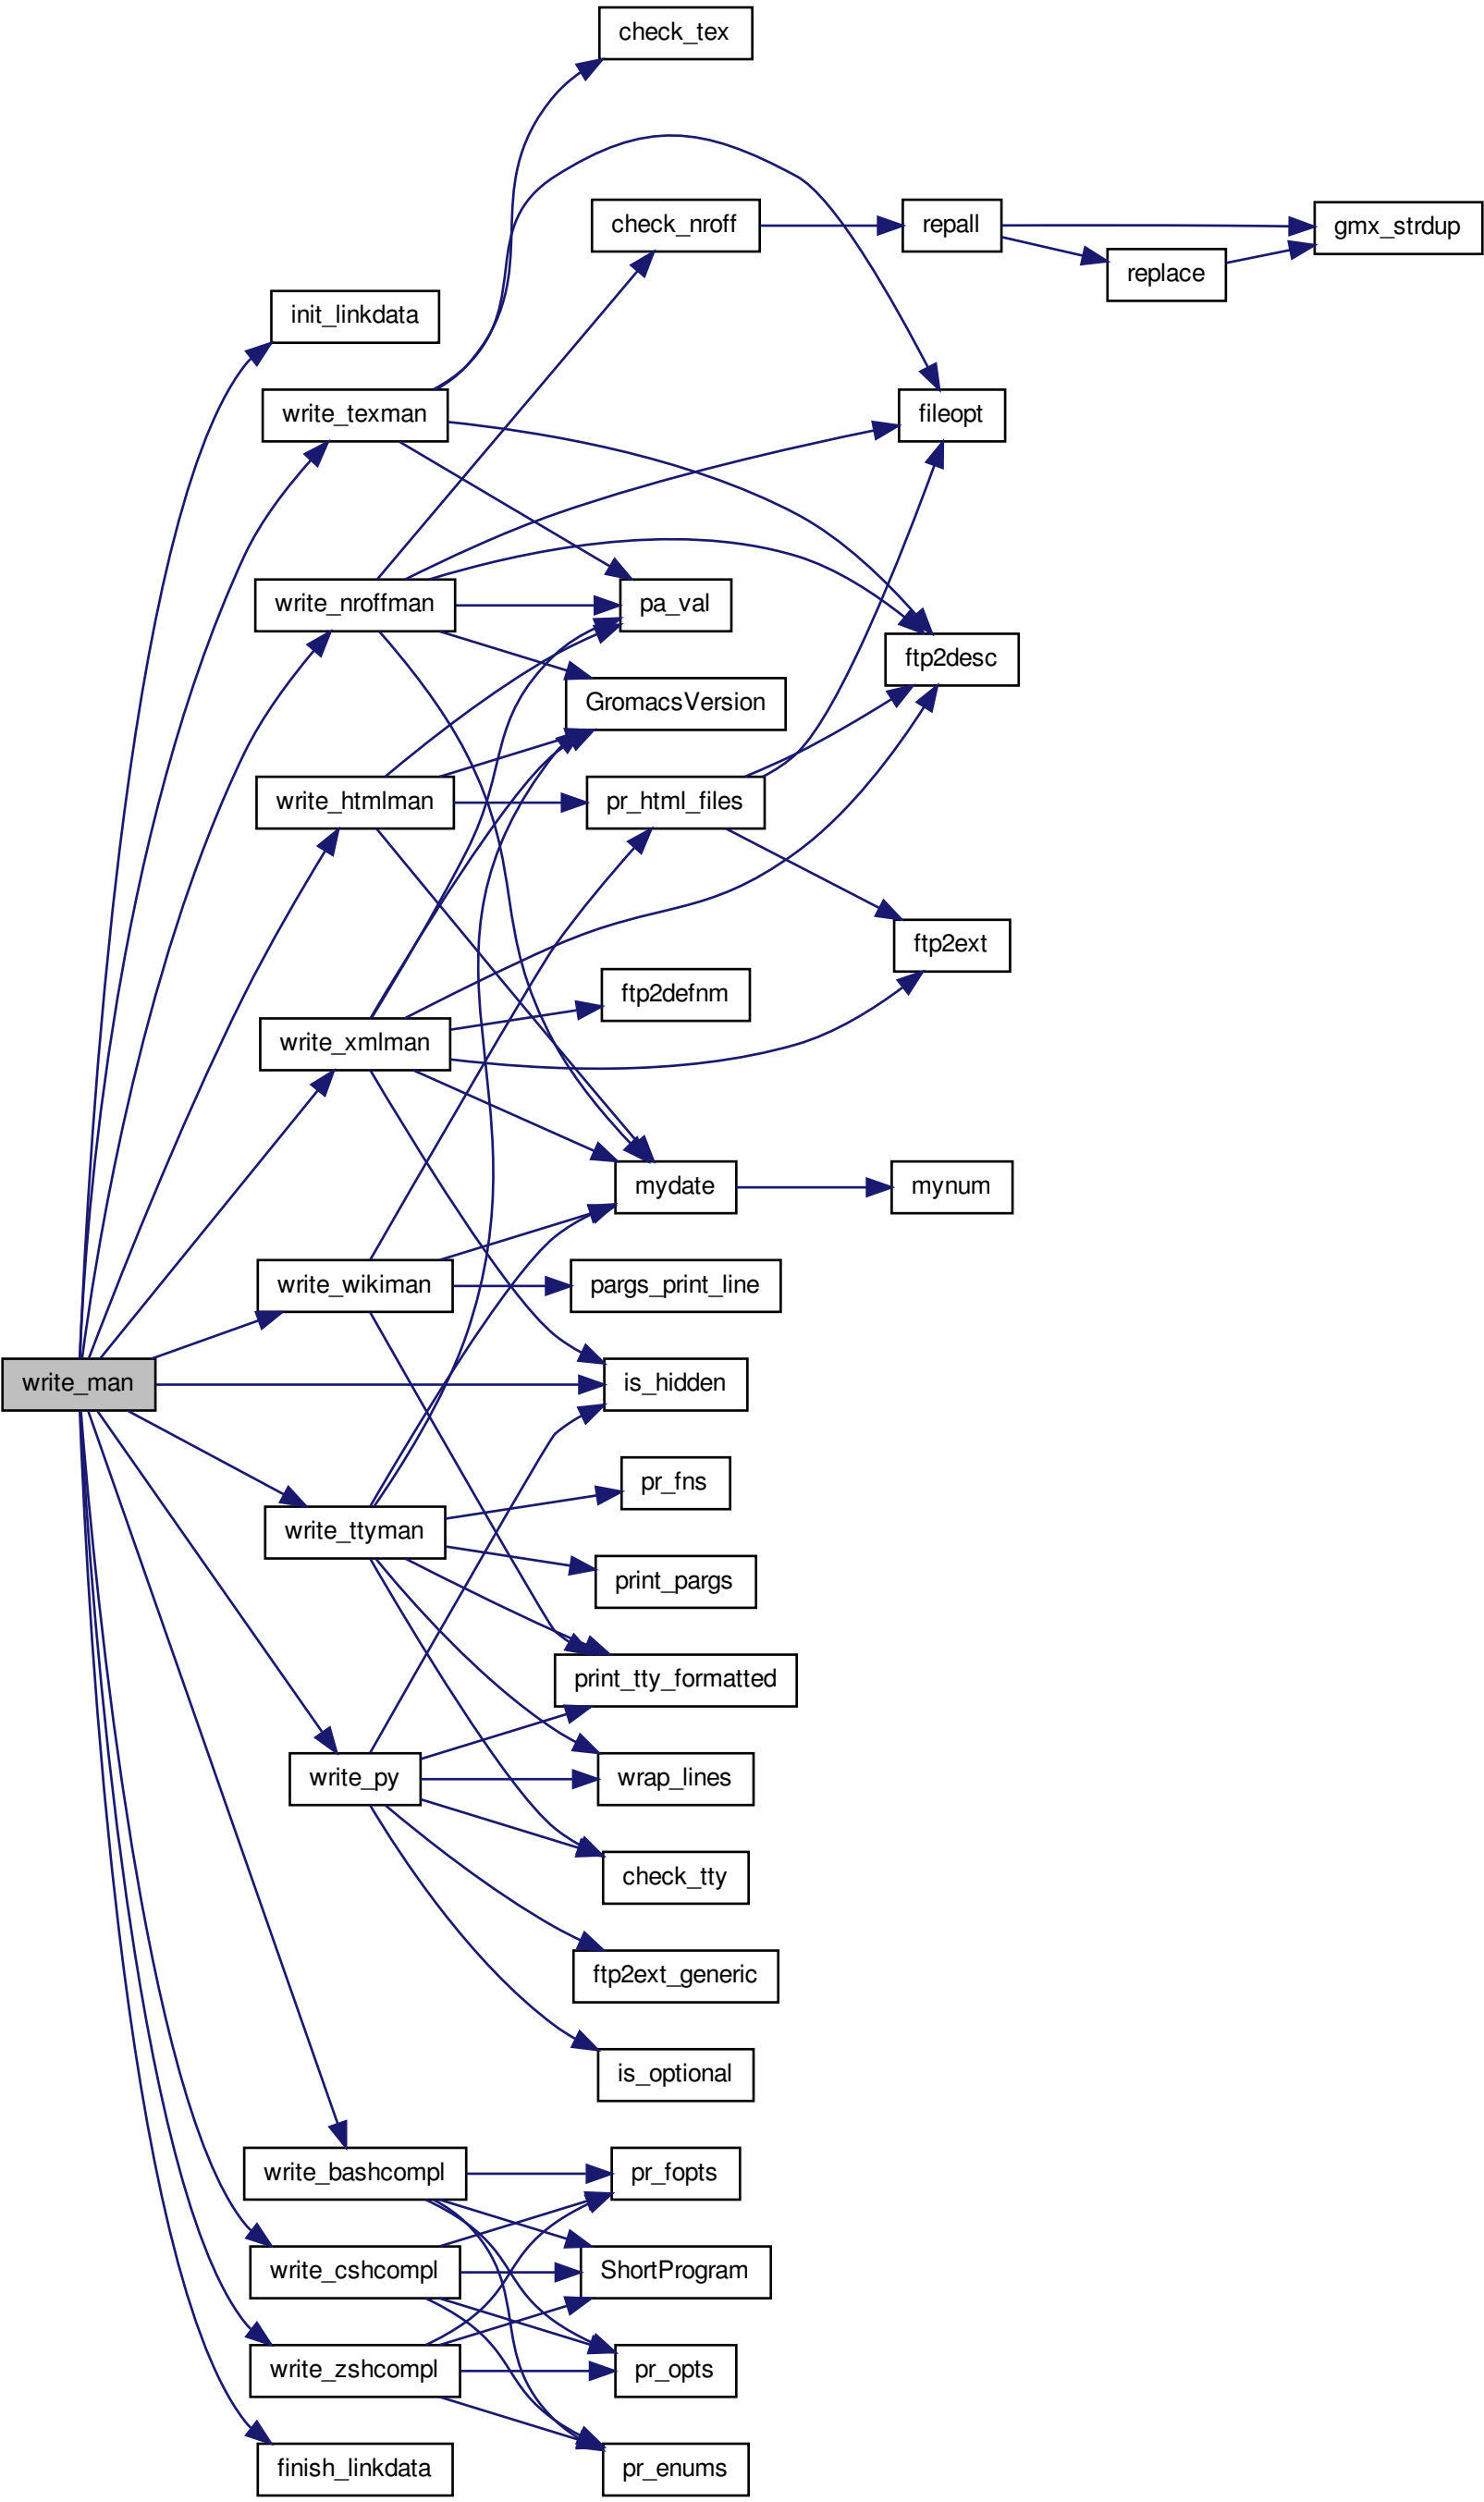 check_tex
check_nroff
repall
gmx_strdup
replace
init_linkdata
write_texman
fileopt
write_nroffman
pa_val
ftp2desc
GromacsVersion
write_htmlman
pr_html_files
ftp2ext
ftp2defnm
write_xmlman
mydate
mynum
write_wikiman
pargs_print_line
write_man
is_hidden
pr_fns
write_ttyman
print_pargs
print_tty_formatted
write_py
wrap_lines
check_tty
ftp2ext_generic
is_optional
write_bashcompl
pr_fopts
write_cshcompl
ShortProgram
write_zshcompl
pr_opts
finish_linkdata
pr_enums